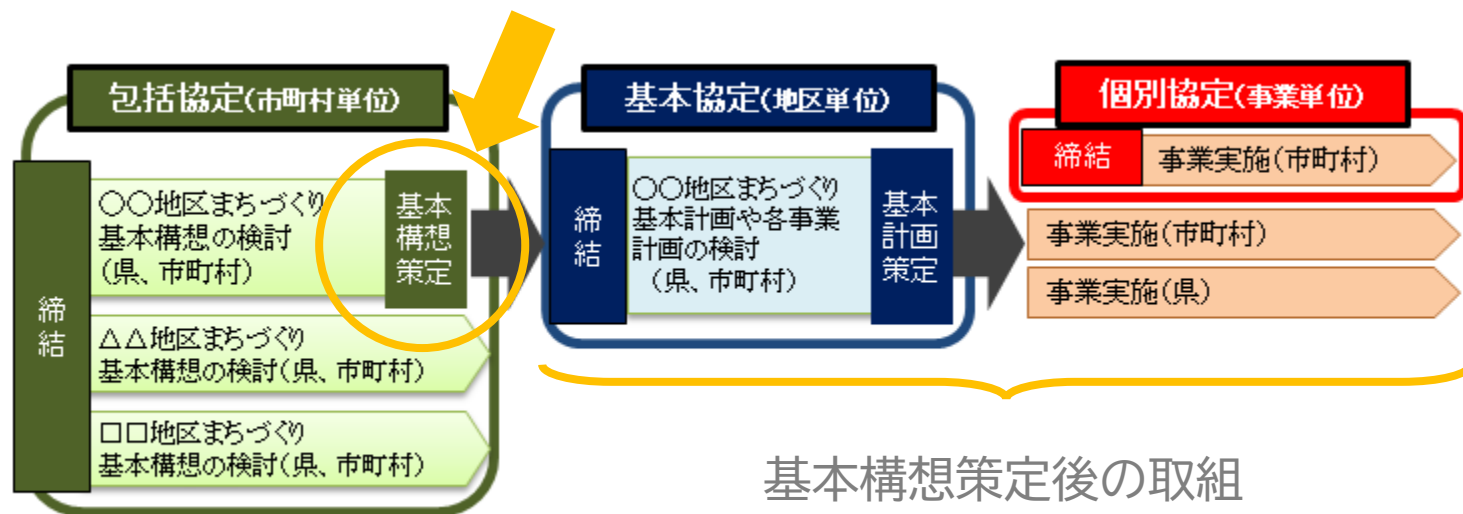 包括協定(市町村単位)
締結
〇〇地区まちづくり
基本構想の検討
(県、市町村)
基本
構想
策定
△△地区まちづくり
基本構想の検討(県、市町村)
□□地区まちづくり
基本構想の検討(県、市町村)
基本協定(地区単位)
締結
〇〇地区まちづくり
基本計画や各事業
計画の検討
(県、市町村)
基本
計画
策定
個別協定(事業単位)
締結
事業実施(市町村)
事業実施(市町村)
事業実施(県)
基本構想策定後の取組